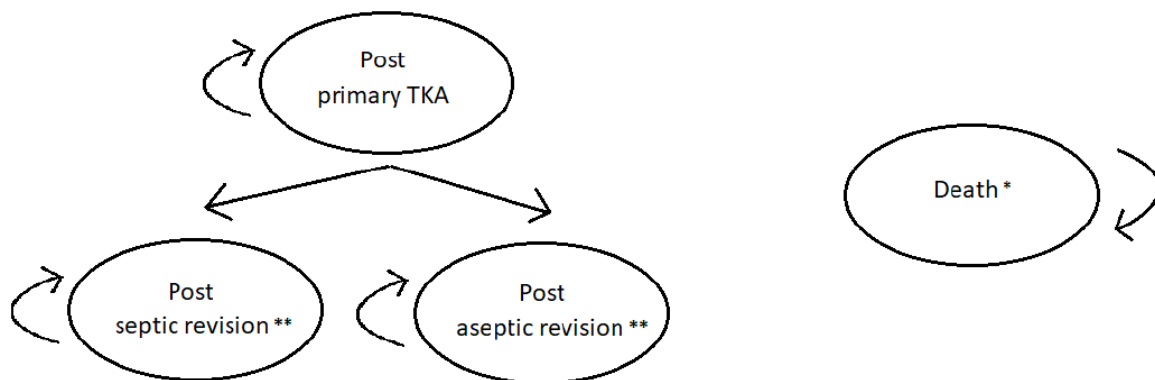 Post
primary TKA
Death *
Post
septic revision **
Post
aseptic revision **